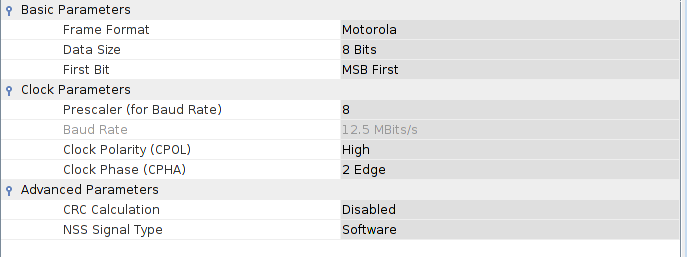 Basic Parameters
Frame Format Motorola
Data Size 8 Bits
First Bit MSB First
Clock Parameters
Prescaler (for Baud Rate) 8
Baud Rate 12.5 MBits/s
Clock Polarity (CPOL) High
Clock Phase (CPHA) 2 Edge
Advanced Parameters
CRC Calculation Disabled
NSS Signal Type Software